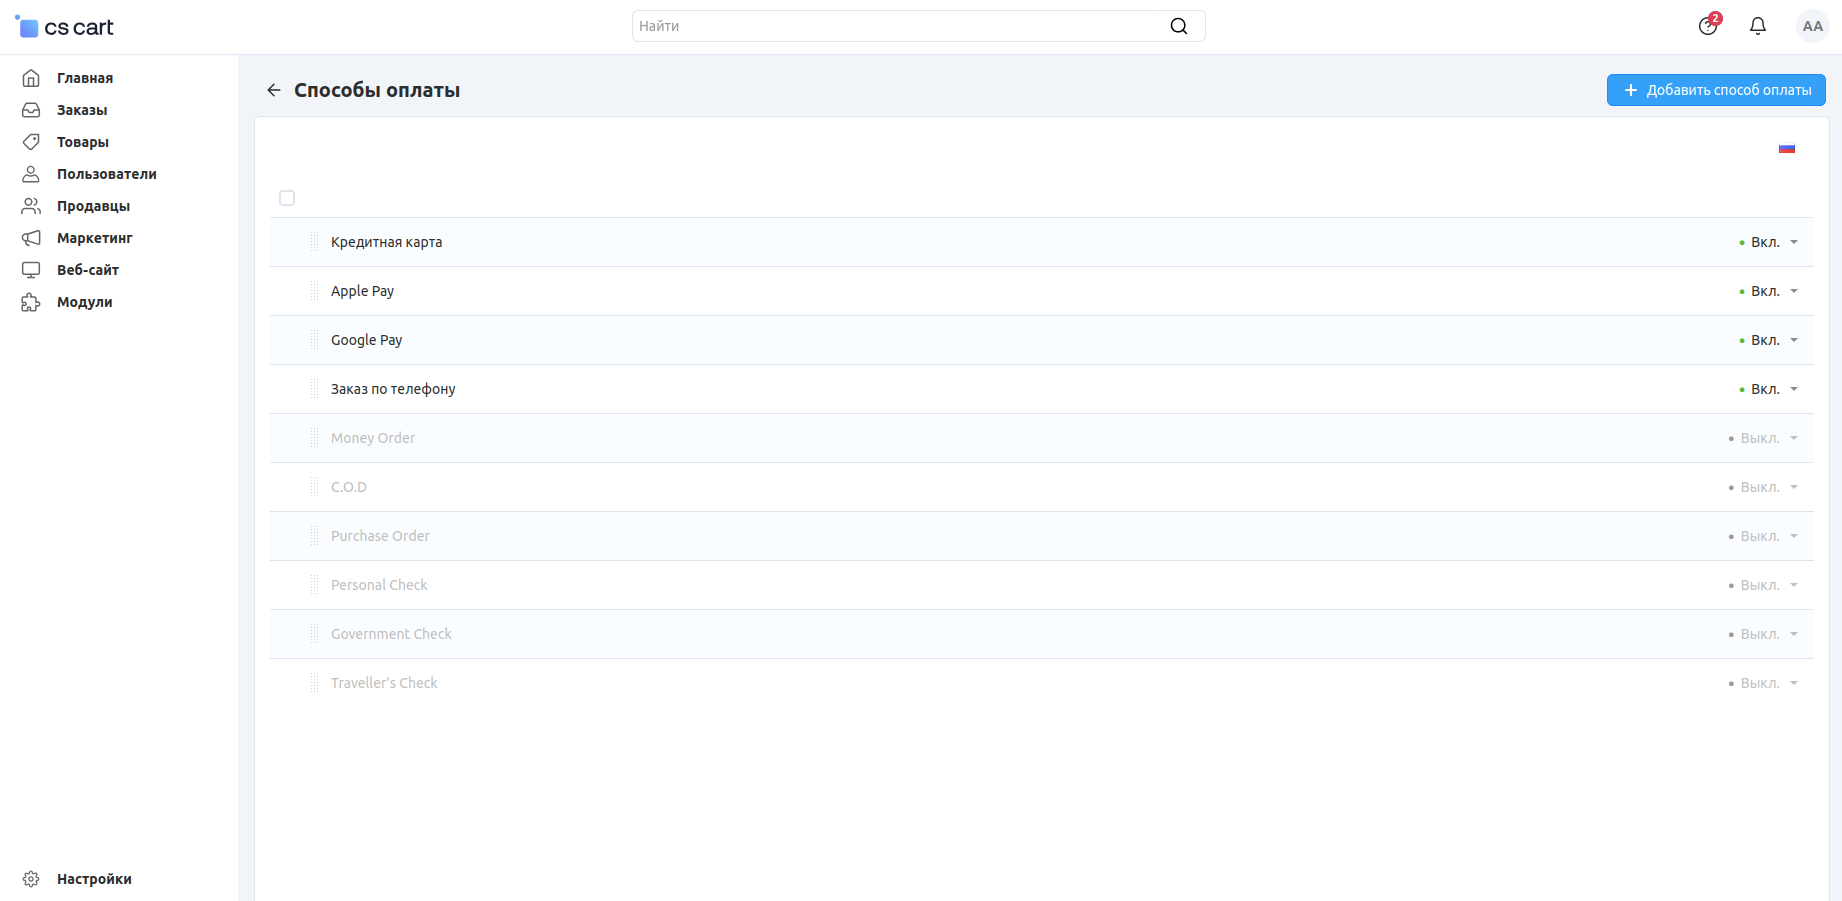 cs cart
Найти
2
AA
Главная
Заказы
Товары
Пользователи
Продавцы
Маркетинг
Веб-сайт
Модули
Настройки
Способы оплаты
Добавить способ оплаты
Кредитная карта Вкл.
Apple Pay Вкл.
Google Pay Вкл.
Заказ по телефону Вкл.
Money Order Выкл.
C.O.D Выкл.
Purchase Order Выкл.
Personal Check Выкл.
Government Check Выкл.
Traveller's Check Выкл.